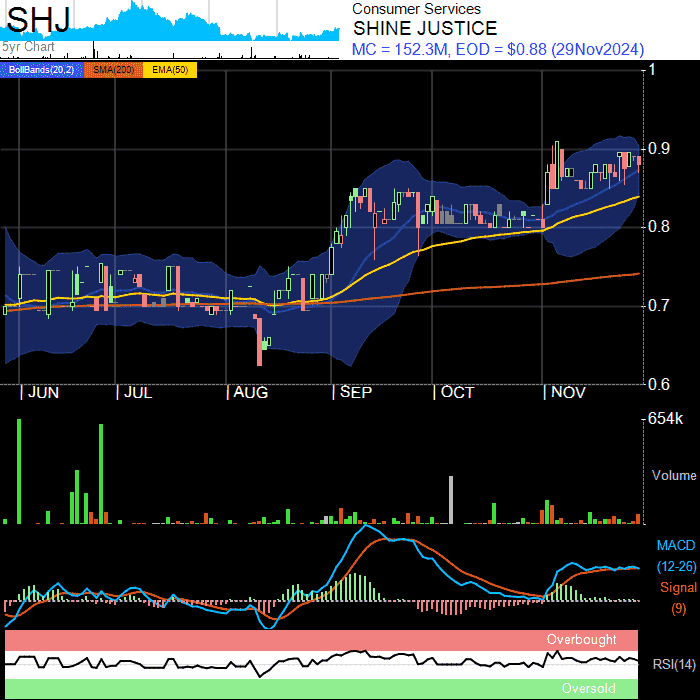 SHJ
5yr Chart
Consumer Services
SHINE JUSTICE
MC = 152.3M, EOD = $0.88 (29Nov2024)
BollBands(20,2) SMA(200) EMA(50)
1
0.9
0.8
0.7
0.6
| JUN | JUL | AUG | SEP | OCT | NOV
654k
Volume
MACD
(12-26)
Signal
(9)
Overbought
RSI(14)
Oversold